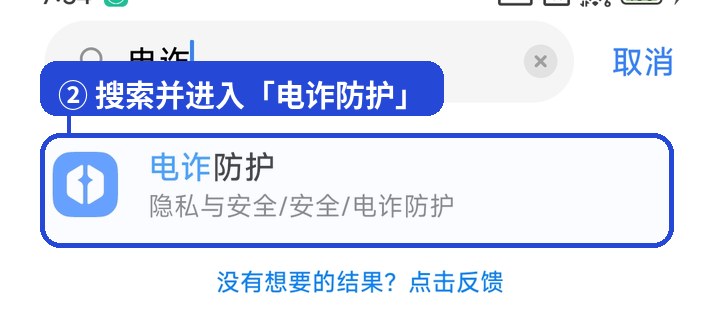 电诈
取消
② 搜索并进入「电诈防护」
电诈防护
隐私与安全/安全/电诈防护
没有想要的结果？点击反馈